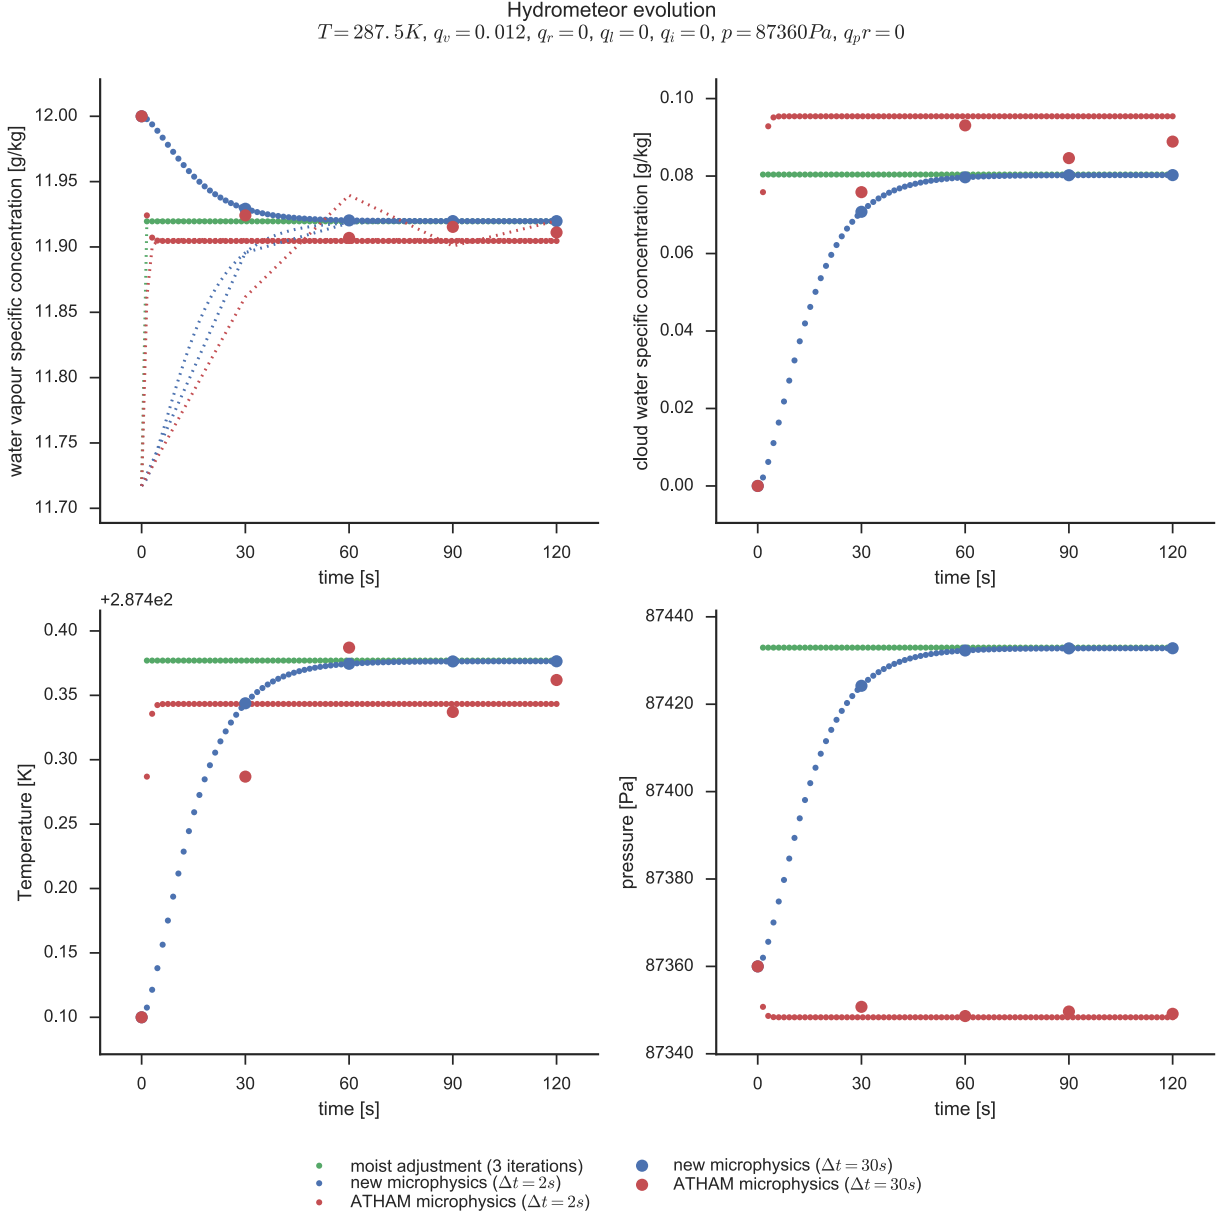 Hydrometeor evolution
T = 287.5K, q_v = 0.012, q_r = 0, q_l = 0, q_i = 0, p = 87360Pa, q_pr = 0
12.00
11.95
11.90
11.85
11.80
11.75
11.70
water vapour specific concentration [g/kg]
0 30 60 90 120
time [s]
0.10
0.08
0.06
0.04
0.02
0.00
cloud water specific concentration [g/kg]
0 30 60 90 120
time [s]
+2.874e2
0.40
0.35
0.30
0.25
0.20
0.15
0.10
Temperature [K]
0 30 60 90 120
time [s]
87440
87420
87400
87380
87360
87340
pressure [Pa]
0 30 60 90 120
time [s]
moist adjustment (3 iterations)
new microphysics (Δt = 2s)
ATHAM microphysics (Δt = 2s)
new microphysics (Δt = 30s)
ATHAM microphysics (Δt = 30s)